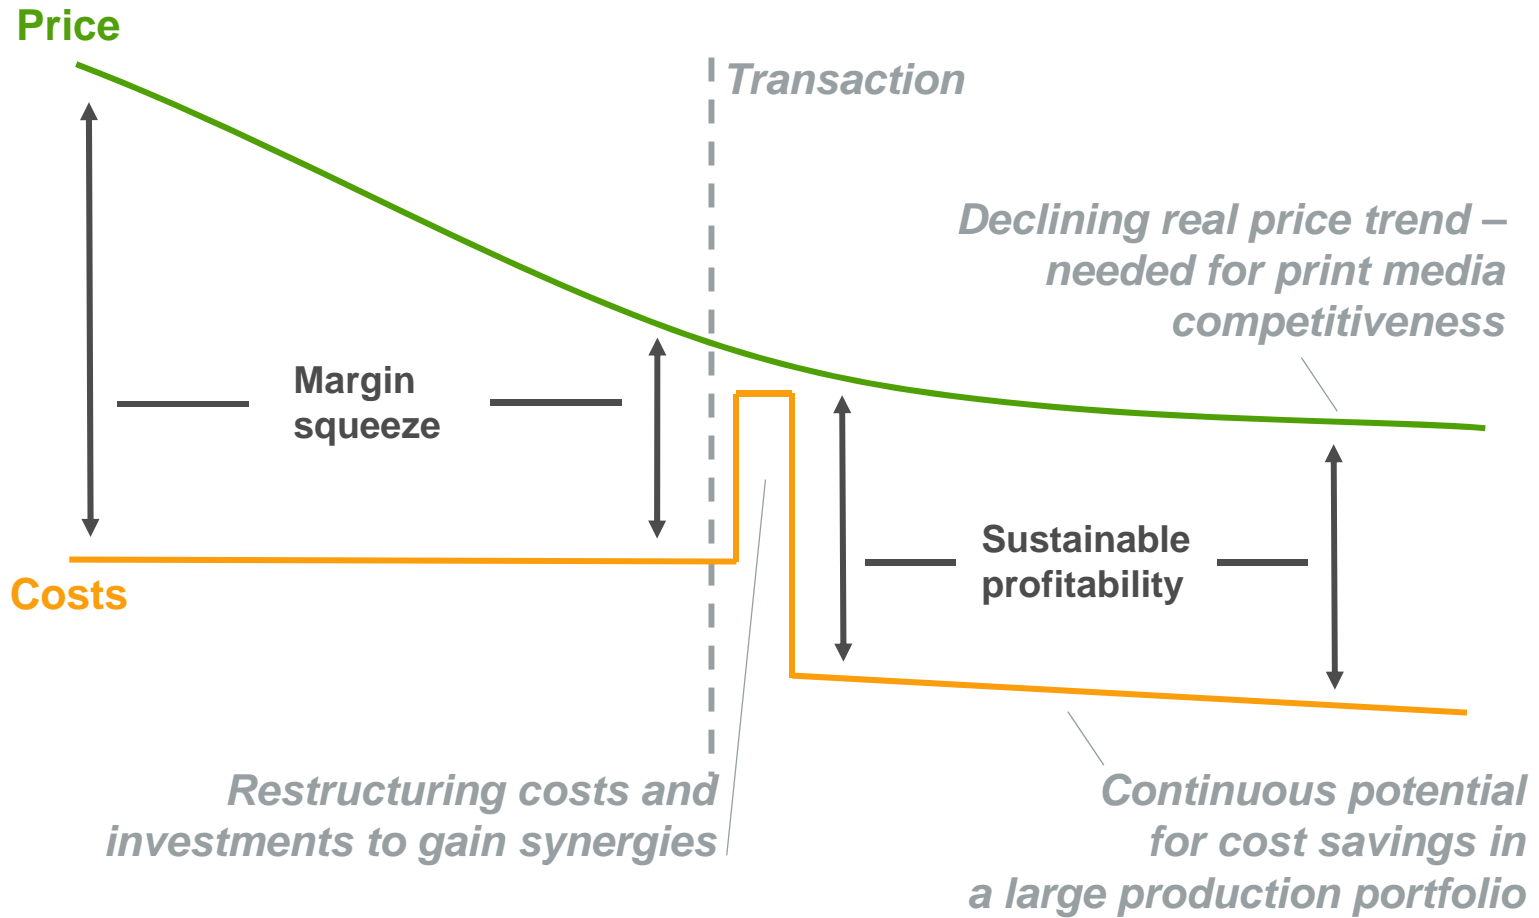 Price
Transaction
Declining real price trend –
needed for print media
competitiveness
Margin
squeeze
Sustainable
profitability
Costs
Restructuring costs and
investments to gain synergies
Continuous potential
for cost savings in
a large production portfolio